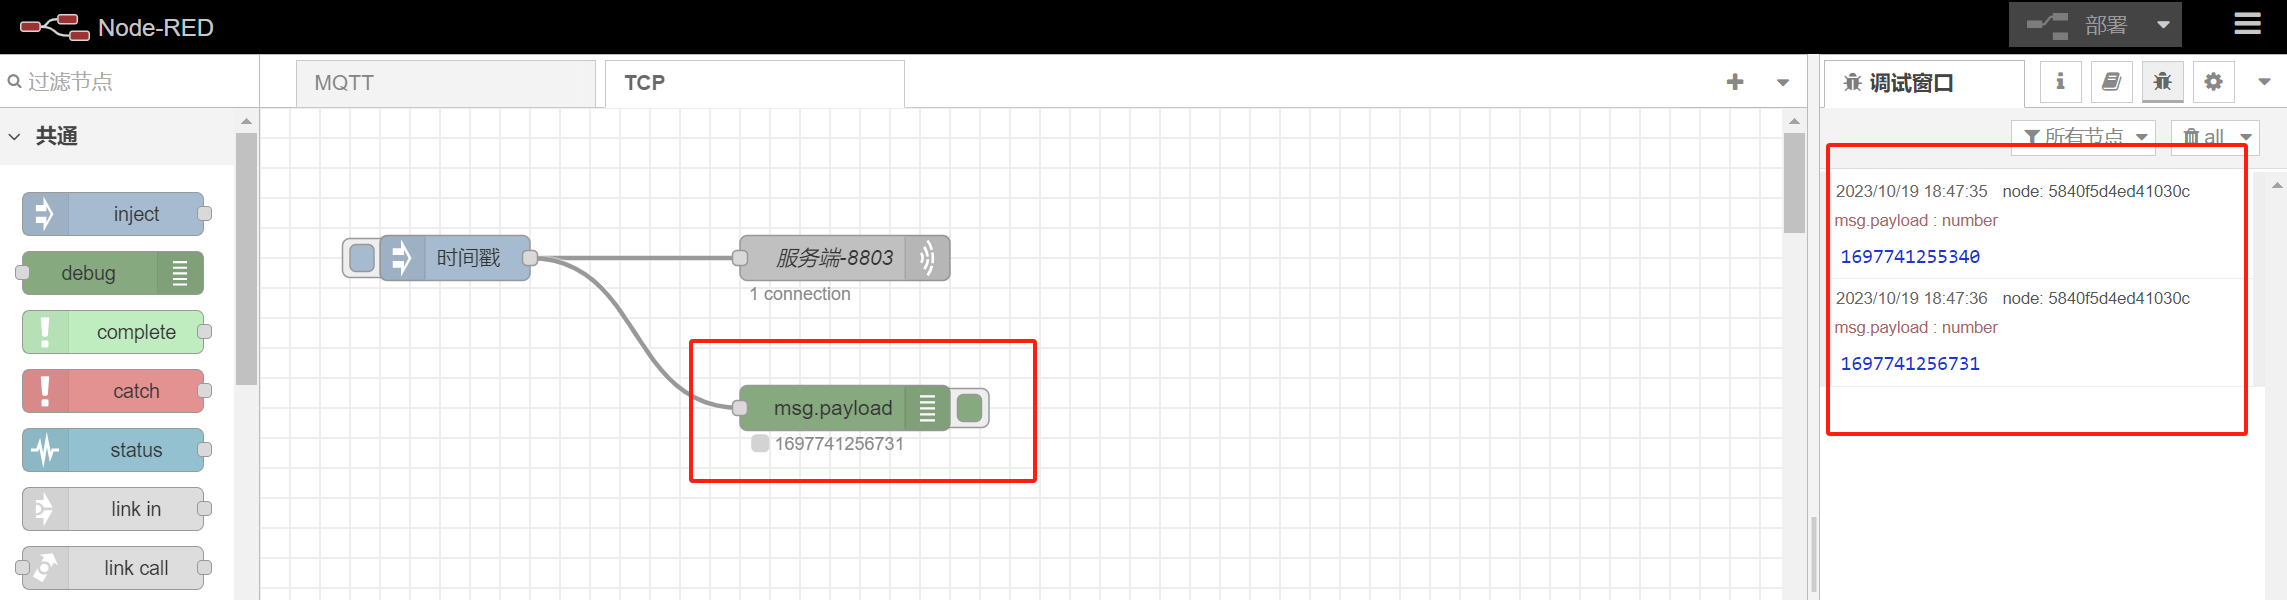 Node-RED
部署
过滤节点
MQTT
TCP
调试窗口
共通
所有节点
all
inject
debug
complete
catch
status
link in
link call
时间戳
服务端-8803
1 connection
msg.payload
1697741256731
2023/10/19 18:47:35 node: 5840f5d4ed41030c
msg.payload : number
1697741255340
2023/10/19 18:47:36 node: 5840f5d4ed41030c
msg.payload : number
1697741256731